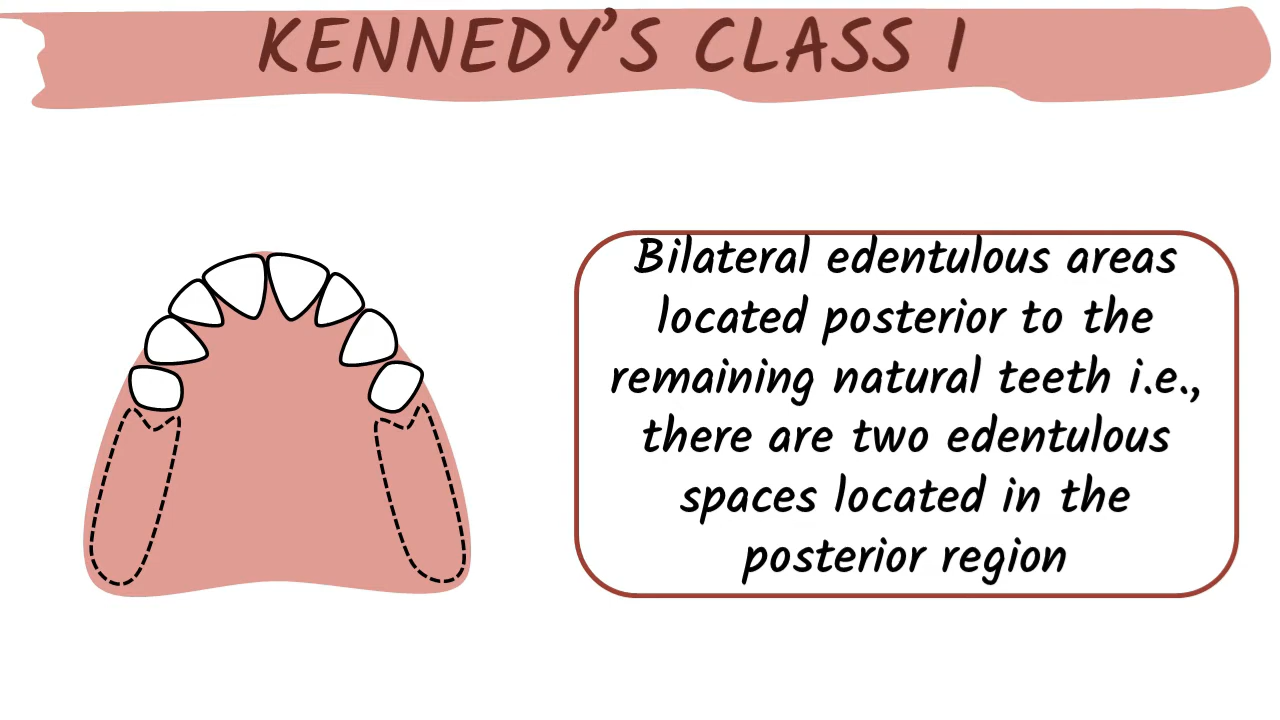 KENNEDY’S CLASS I
Bilateral edentulous areas
located posterior to the
remaining natural teeth i.e.,
there are two edentulous
spaces located in the
posterior region